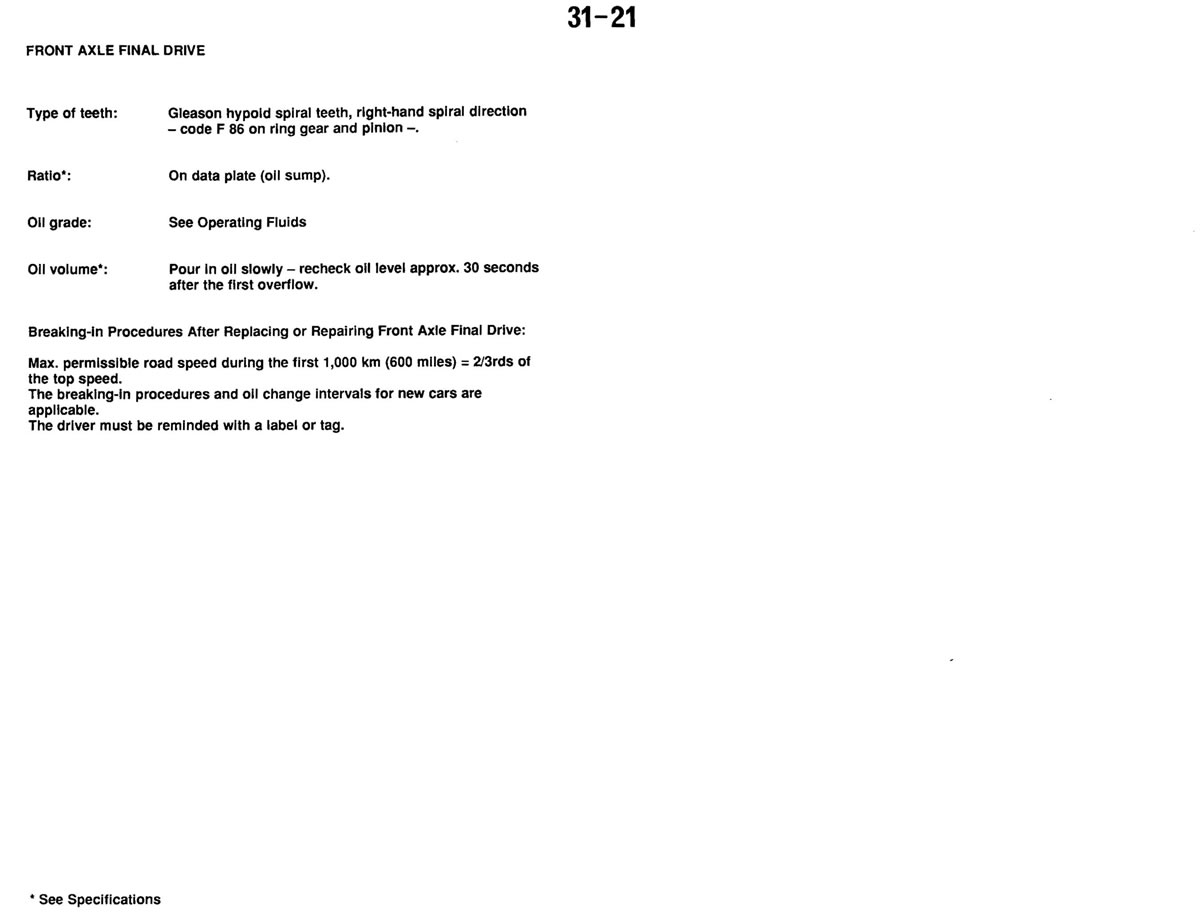 31-21
FRONT AXLE FINAL DRIVE
Type of teeth: Gleason hypoid spiral teeth, right-hand spiral direction
– code F 86 on ring gear and pinion –.
Ratio*: On data plate (oil sump).
Oil grade: See Operating Fluids
Oil volume*: Pour in oil slowly – recheck oil level approx. 30 seconds
after the first overflow.
Breaking-in Procedures After Replacing or Repairing Front Axle Final Drive:
Max. permissible road speed during the first 1,000 km (600 miles) = 2/3rds of
the top speed.
The breaking-in procedures and oil change intervals for new cars are
applicable.
The driver must be reminded with a label or tag.
* See Specifications